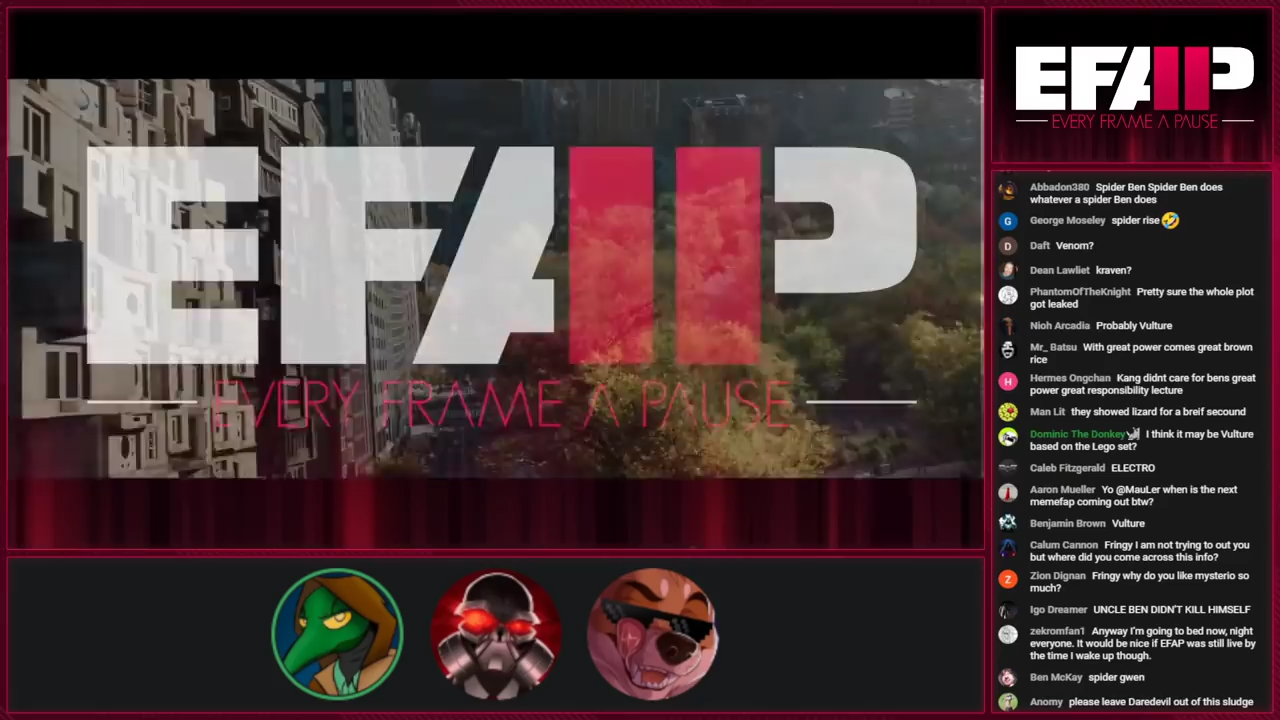 EFAP
EVERY FRAME A PAUSE
EFAP
EVERY FRAME A PAUSE
Abbadon380 Spider Ben Spider Ben does
whatever a spider Ben does
G
George Moseley spider rise 🤣
D
Daft Venom?
Dean Lawliet kraven?
PhantomOfTheKnight Pretty sure the whole plot
got leaked
Nioh Arcadia Probably Vulture
Mr_ Batsu With great power comes great brown
rice
H
Hermes Ongchan Kang didnt care for bens great
power great responsibility lecture
Man Lit they showed lizard for a breif secound
Dominic The Donkey I think it may be Vulture
based on the Lego set?
Caleb Fitzgerald ELECTRO
Aaron Mueller Yo @MauLer when is the next
memefap coming out btw?
Benjamin Brown Vulture
Calum Cannon Fringy I am not trying to out you
but where did you come across this info?
Z
Zion Dignan Fringy why do you like mysterio so
much?
Igo Dreamer UNCLE BEN DIDN'T KILL HIMSELF
zekromfan1 Anyway I'm going to bed now, night
everyone. It would be nice if EFAP was still live by
the time I wake up though.
Ben McKay spider gwen
Anomy please leave Daredevil out of this sludge